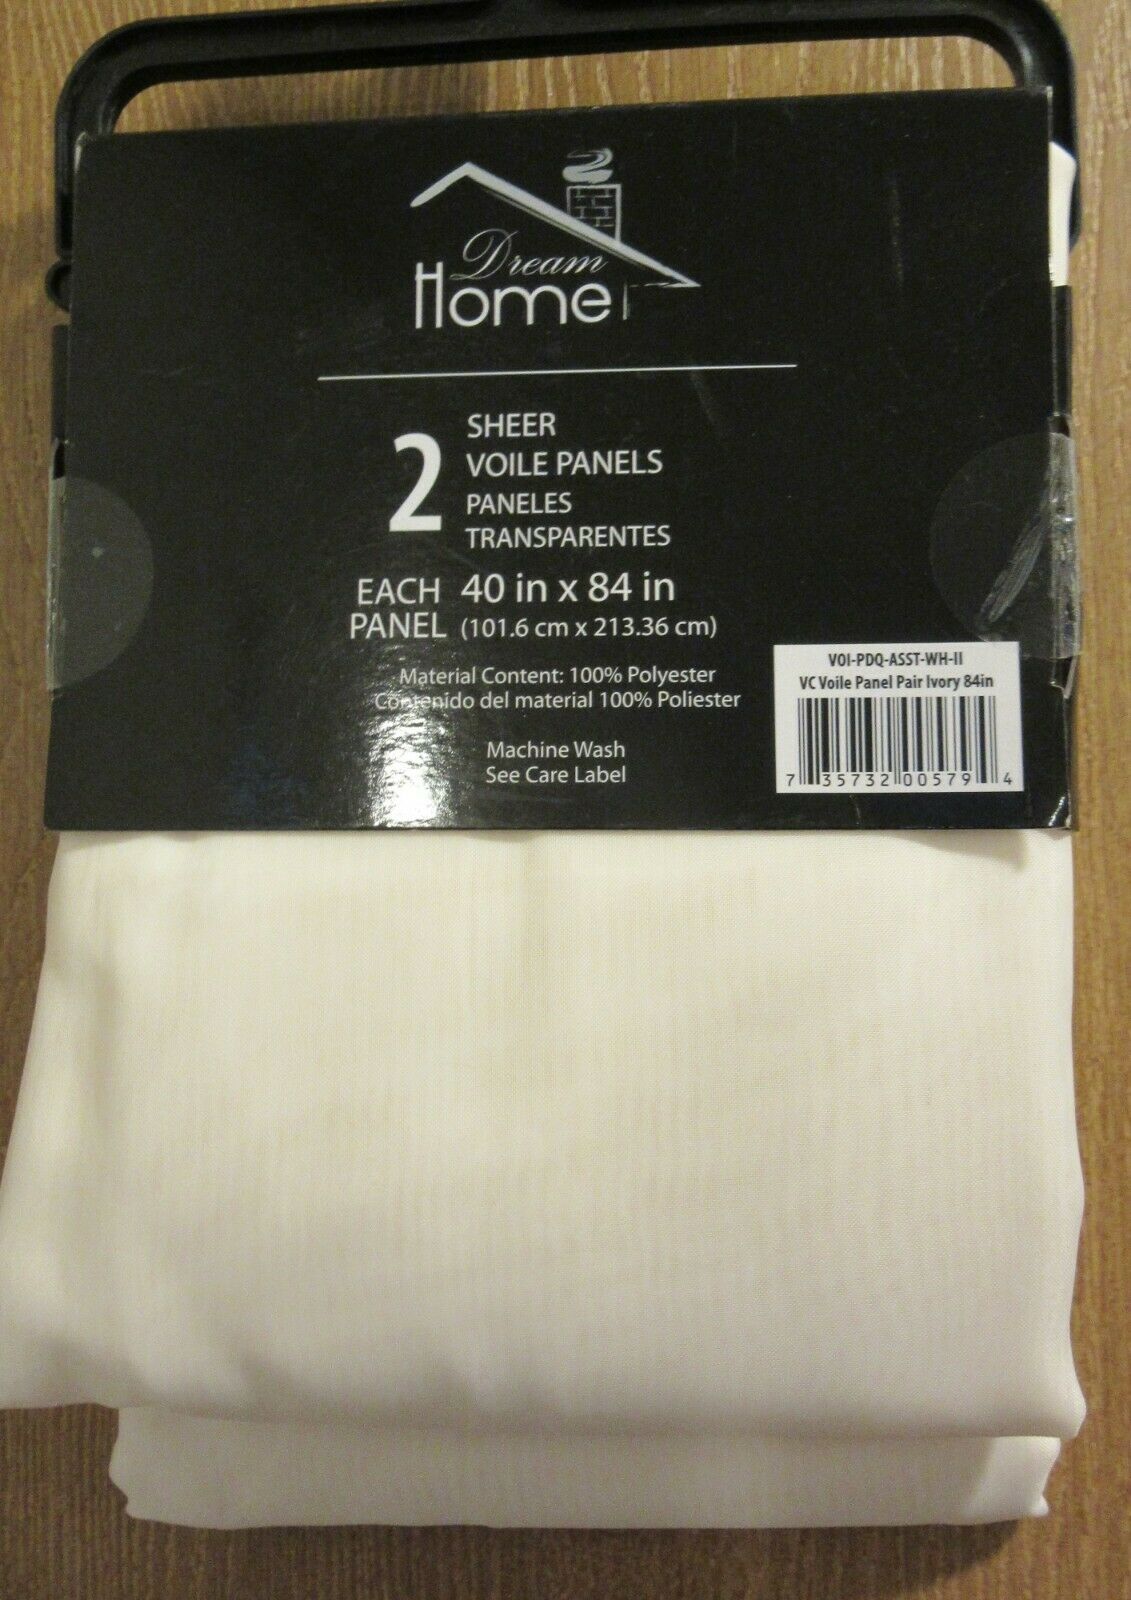 Dream
Home
2
SHEER
VOILE PANELS
PANELES
TRANSPARENTES
EACH PANEL
40 in x 84 in
(101.6 cm x 213.36 cm)
Material Content: 100% Polyester
Contenido del material 100% Poliester
Machine Wash
See Care Label
VOI-PDQ-ASST-WH-II
VC Voile Panel Pair Ivory 84in
7 35732 00579 4